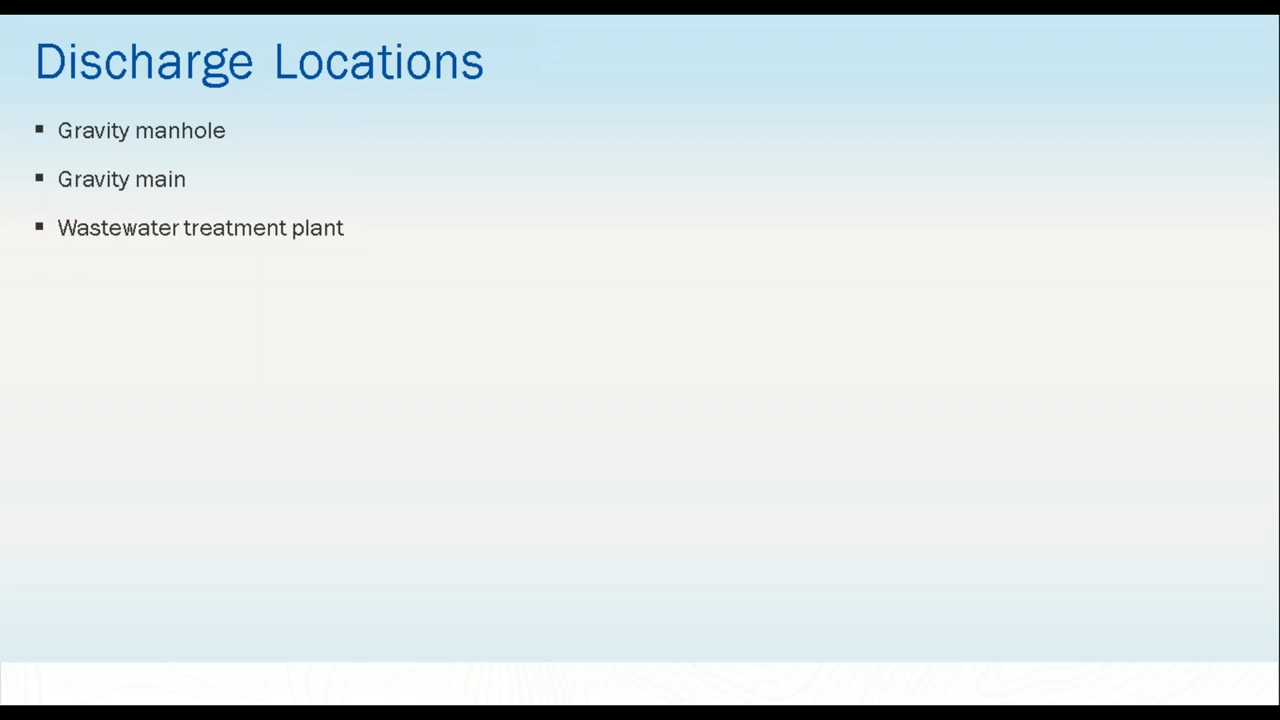 Discharge Locations
▪ Gravity manhole
▪ Gravity main
▪ Wastewater treatment plant